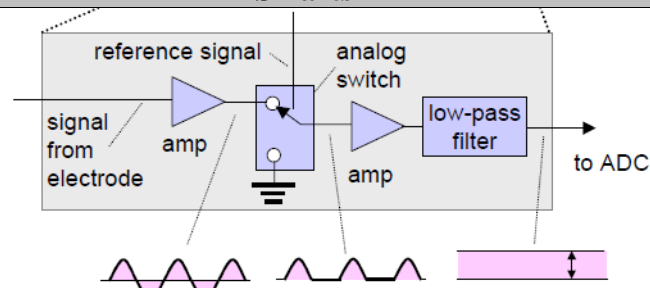 reference signal
analog
switch
signal
from
electrode
amp
amp
low-pass
filter
to ADC